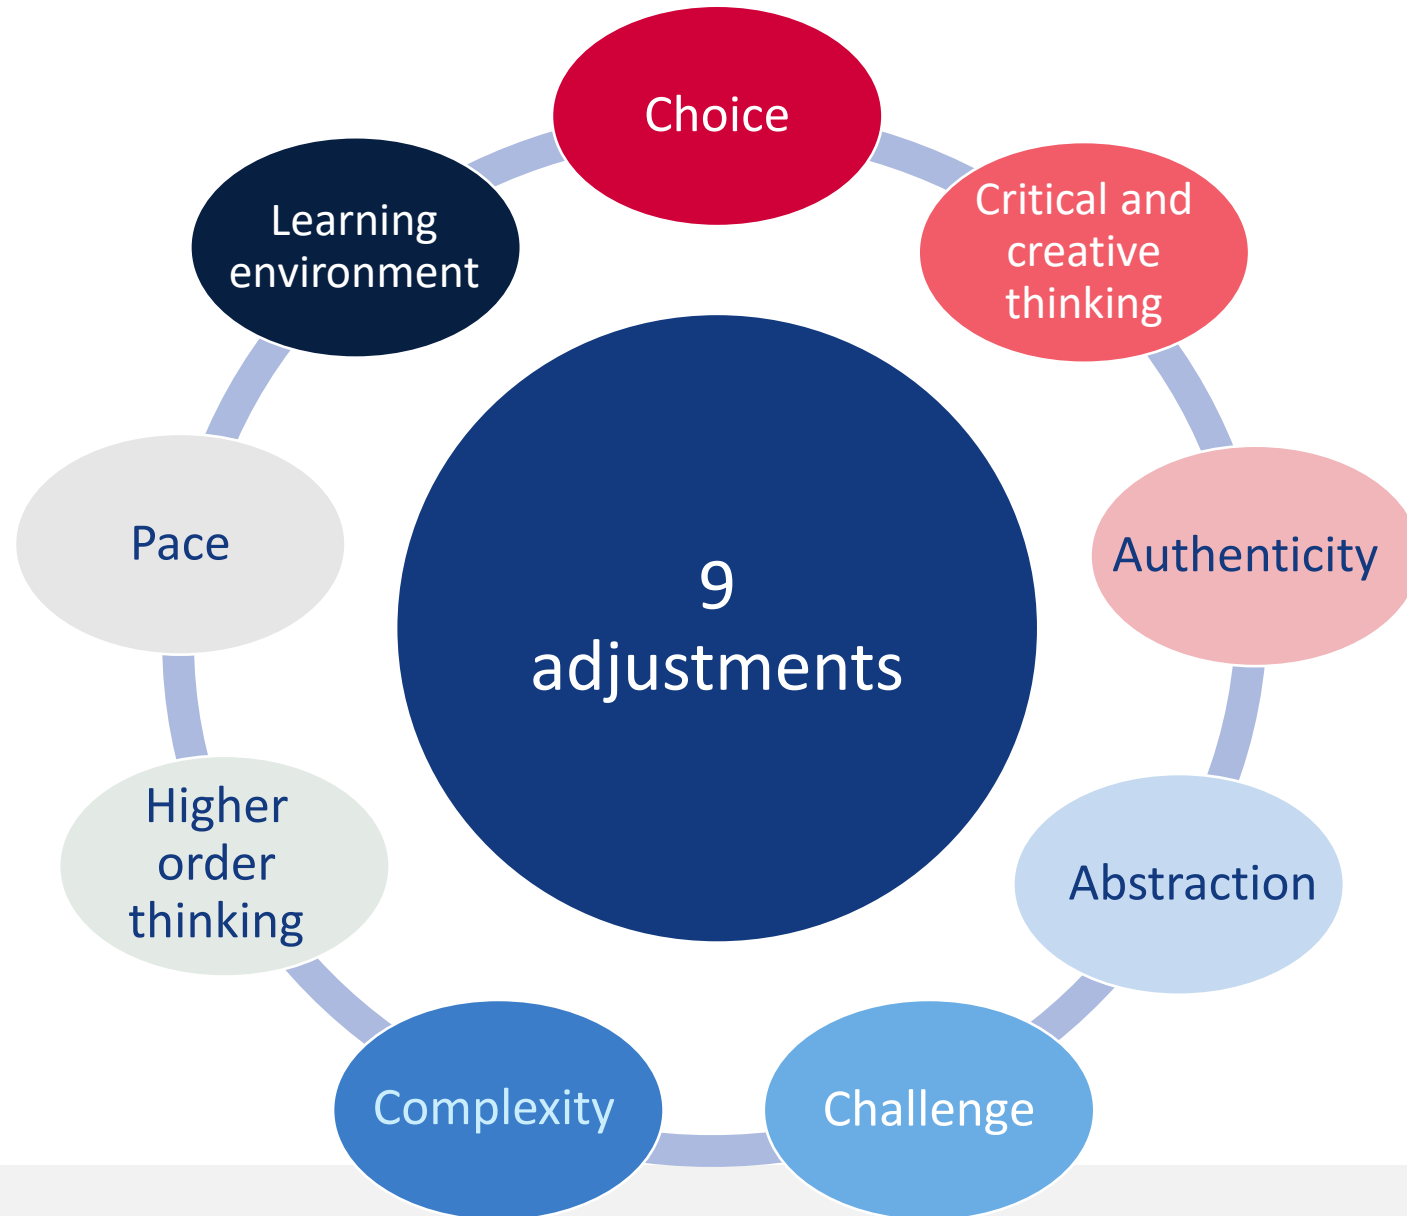 Choice
Critical and
creative
thinking
Authenticity
Abstraction
Challenge
Complexity
Higher
order
thinking
Pace
Learning
environment
9
adjustments